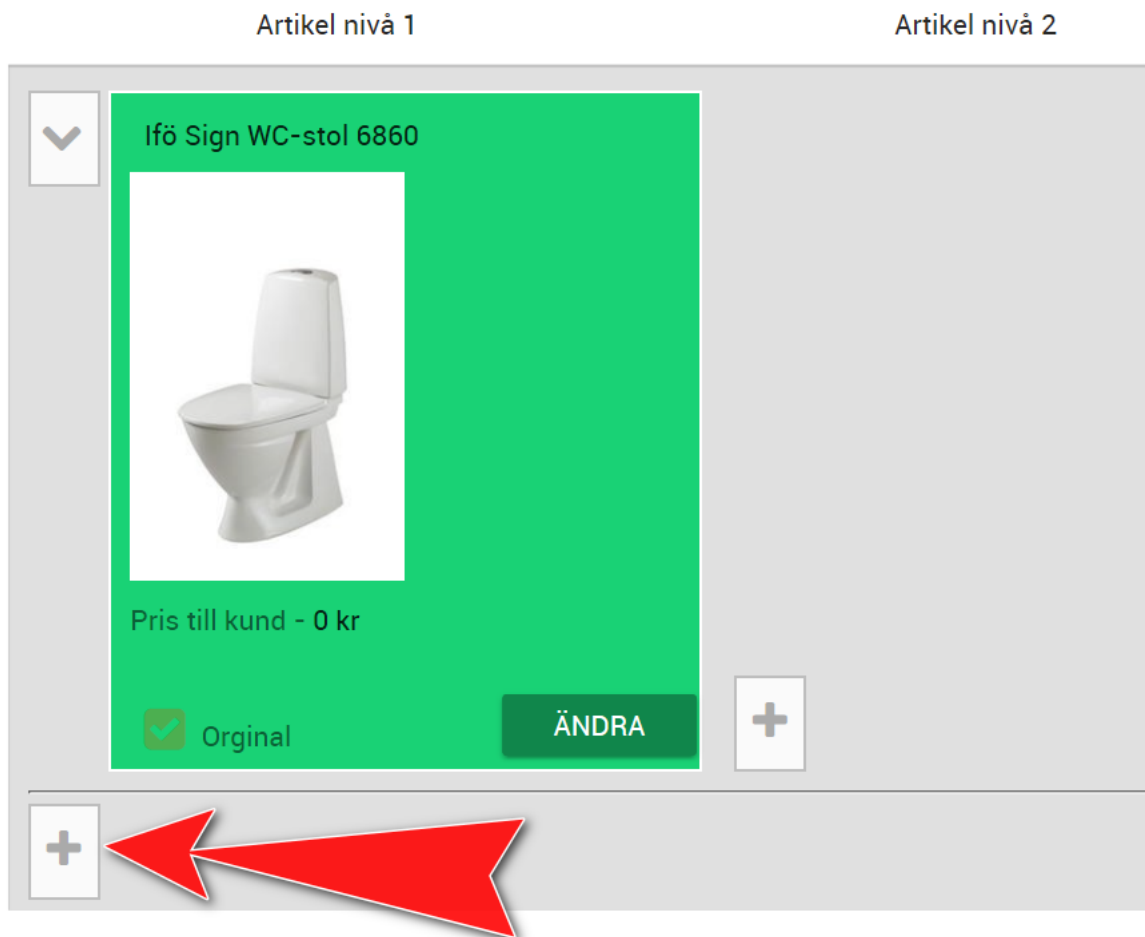 Artikel nivå 1
Artikel nivå 2
Ifö Sign WC-stol 6860
Pris till kund - 0 kr
Orginal
ÄNDRA